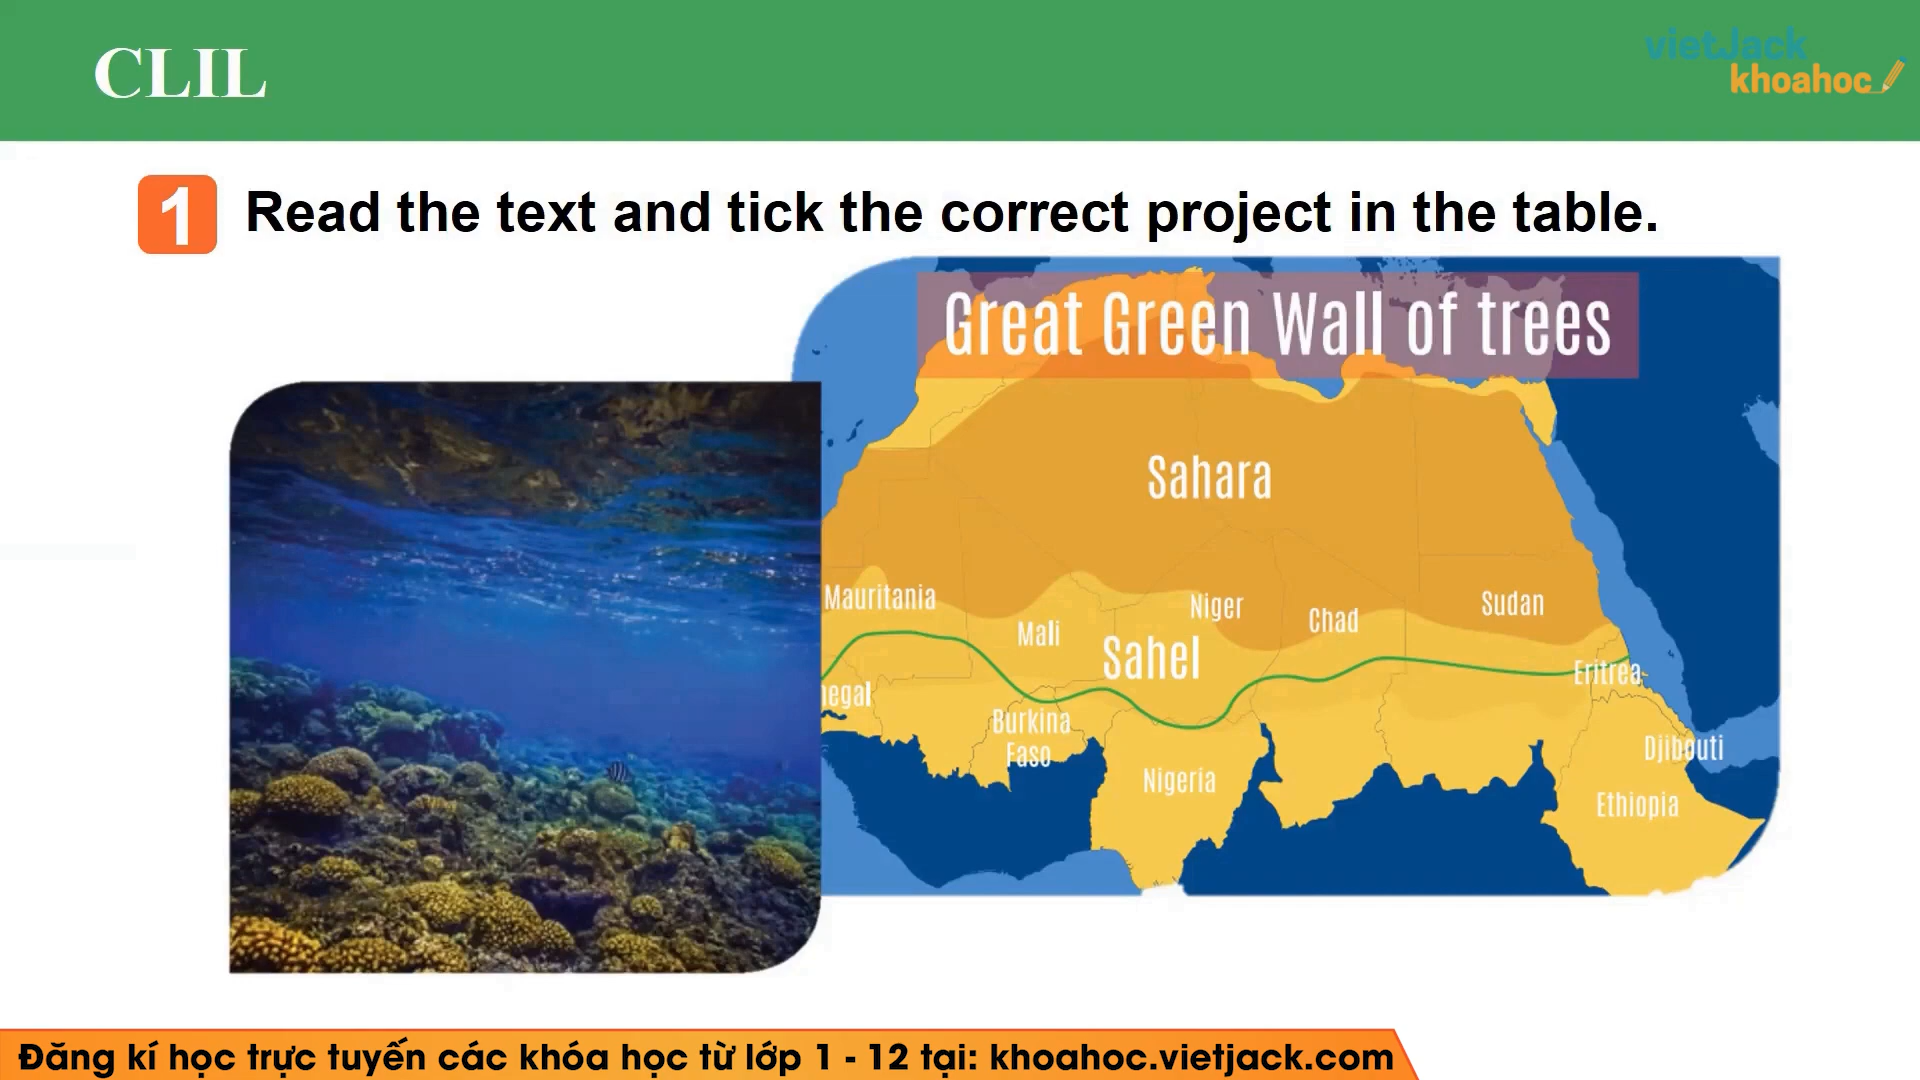 CLIL
vietJack
khoahoc
1 Read the text and tick the correct project in the table.
Great Green Wall of trees
Sahara
Mauritania
Niger
Sudan
Mali
Chad
Sahel
Eritrea
negal
Burkina
Faso
Djibouti
Nigeria
Ethiopia
Đăng kí học trực tuyến các khóa học từ lớp 1 - 12 tại: khoahoc.vietjack.com